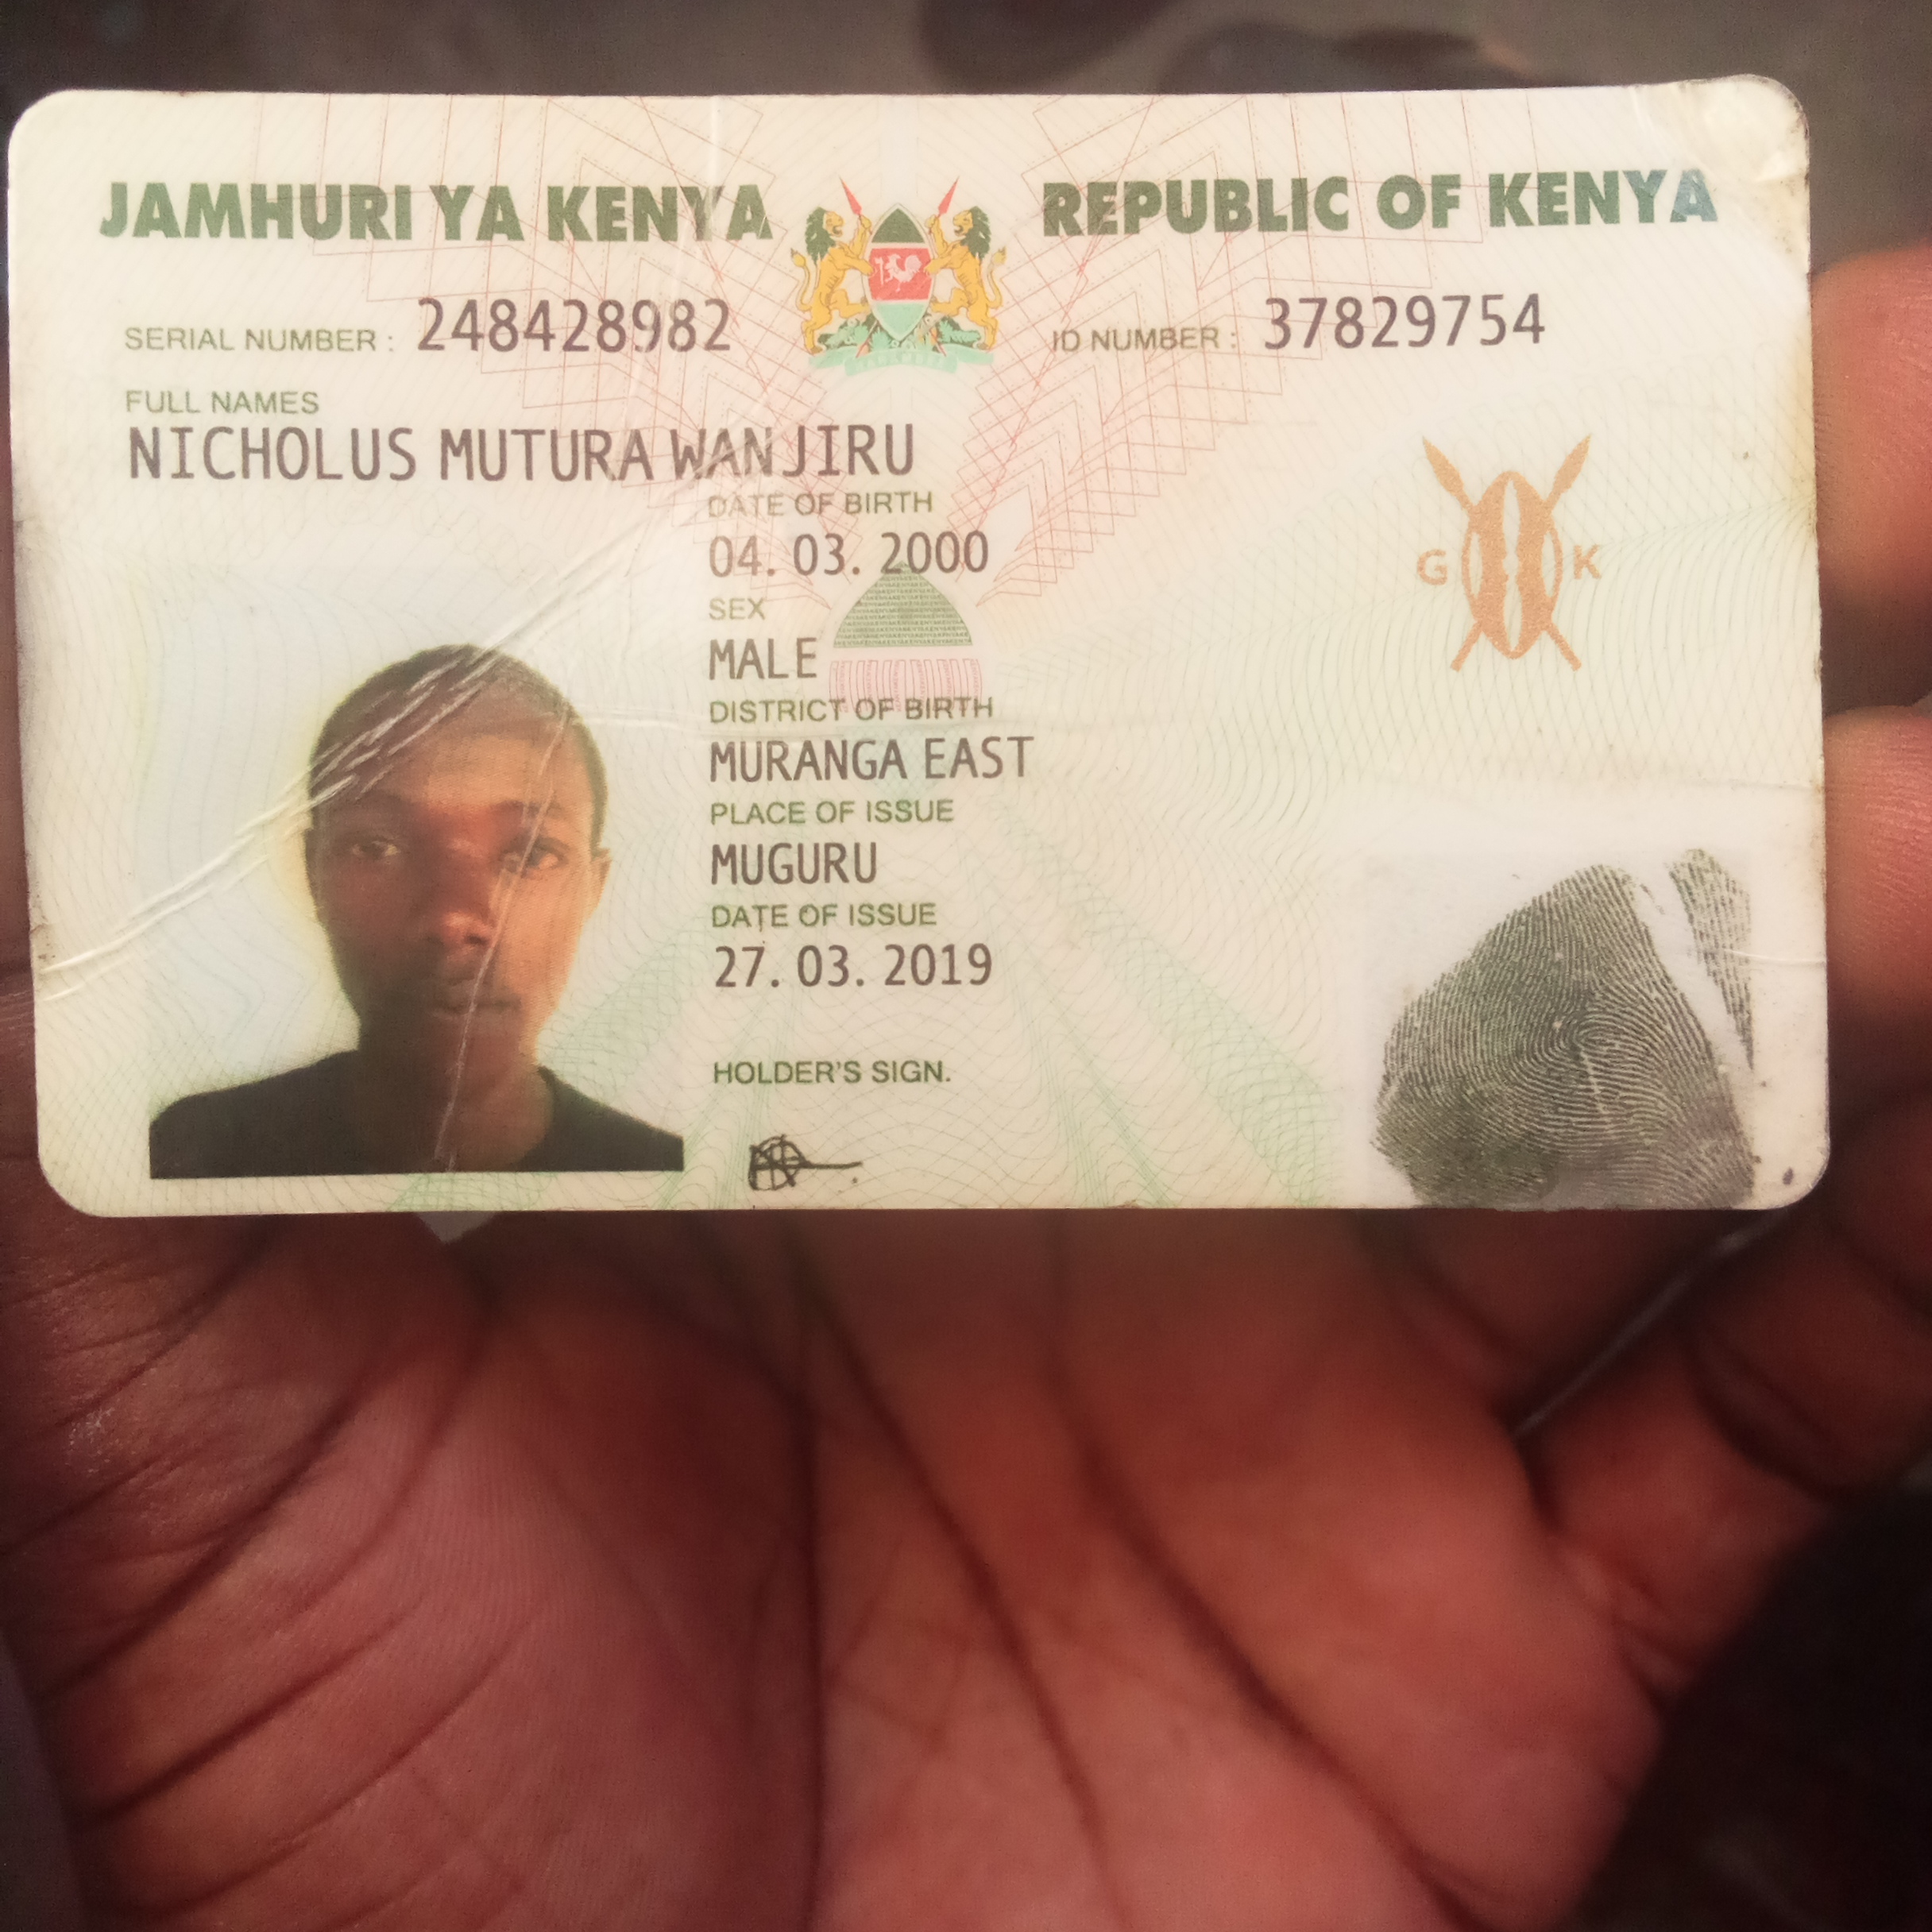 JAMHURI YA KENYA REPUBLIC OF KENYA
SERIAL NUMBER : 248428982 ID NUMBER : 37829754
FULL NAMES
NICHOLUS MUTURA WANJIRU
DATE OF BIRTH
04. 03. 2000
SEX
MALE
DISTRICT OF BIRTH
MURANGA EAST
PLACE OF ISSUE
MUGURU
DATE OF ISSUE
27. 03. 2019
HOLDER'S SIGN.
G K